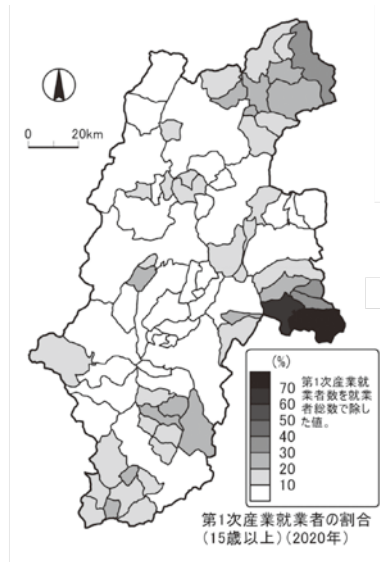 0 20km
(%)
70
60
50
40
30
20
10
第1次産業就
業者数を就業
者総数で除し
た値。
第1次産業就業者の割合
(15歳以上)(2020年)